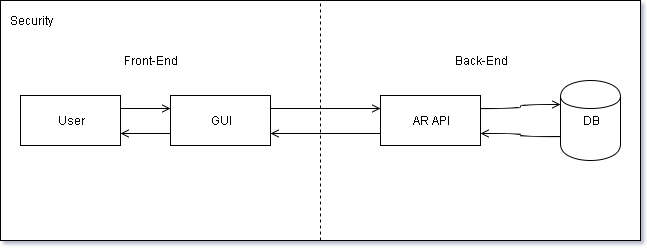 Security
Front-End
Back-End
User
GUI
AR API
DB